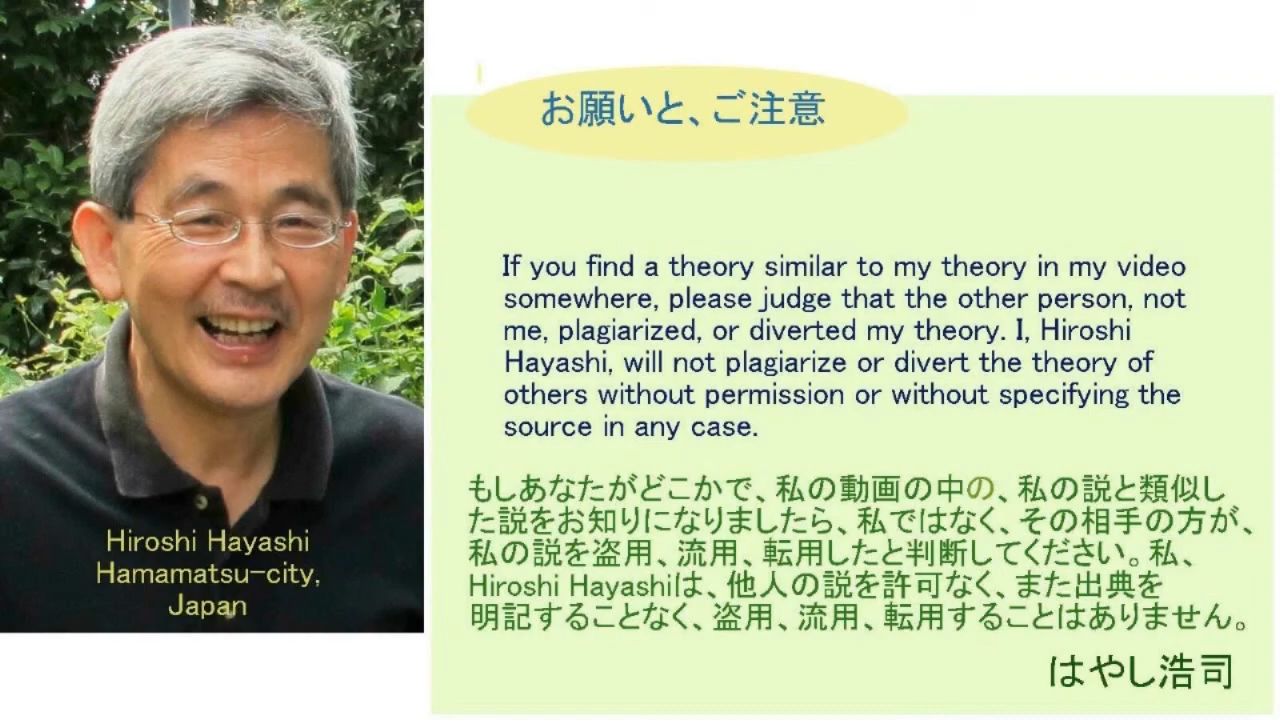 お願いと、ご注意
If you find a theory similar to my theory in my video
somewhere, please judge that the other person, not
me, plagiarized, or diverted my theory. I, Hiroshi
Hayashi, will not plagiarize or divert the theory of
others without permission or without specifying the
source in any case.
もしあなたがどこかで、私の動画の中の、私の説と類似し
た説をお知りになりましたら、私ではなく、その相手の方が、
私の説を盗用、流用、転用したと判断してください。私、
Hiroshi Hayashiは、他人の説を許可なく、また出典を
明記することなく、盗用、流用、転用することはありません。
はやし浩司
Hiroshi Hayashi
Hamamatsu-city,
Japan